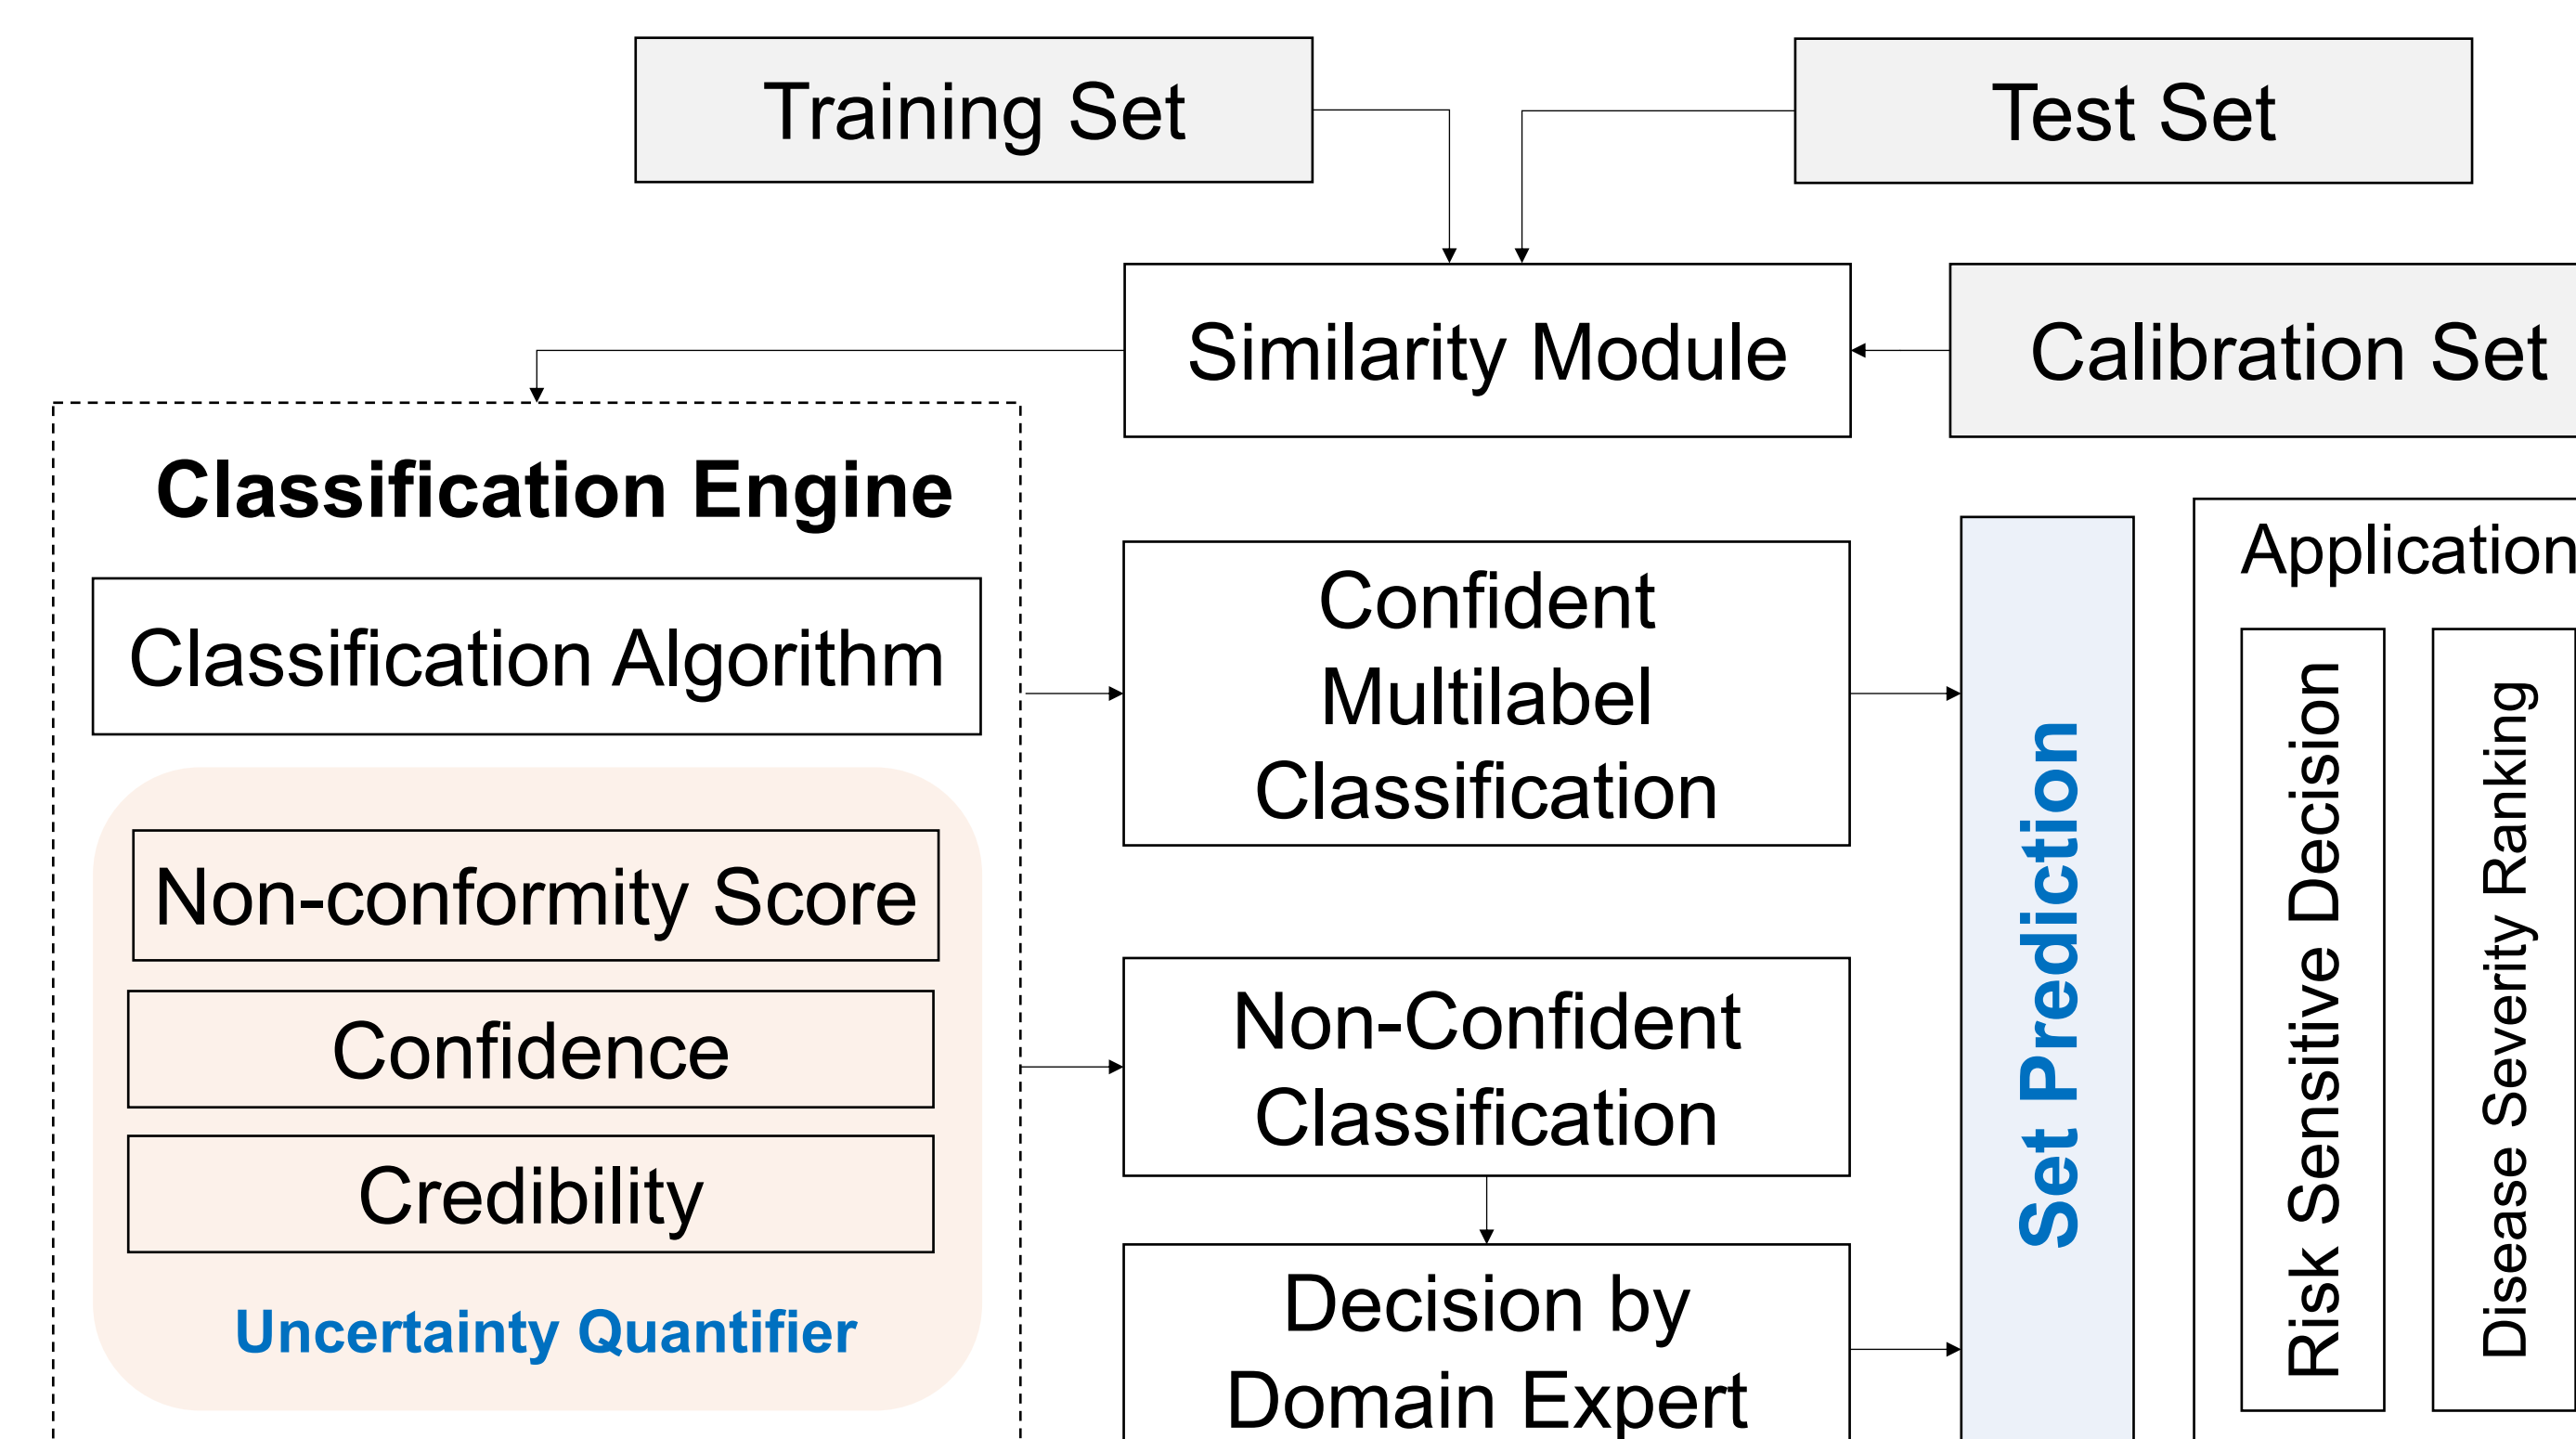 Training Set
Test Set
Similarity Module
Calibration Set
Classification Engine
Classification Algorithm
Non-conformity Score
Confidence
Credibility
Uncertainty Quantifier
Confident
Multilabel
Classification
Non-Confident
Classification
Decision by
Domain Expert
Set Prediction
Application
Risk Sensitive Decision
Disease Severity Ranking